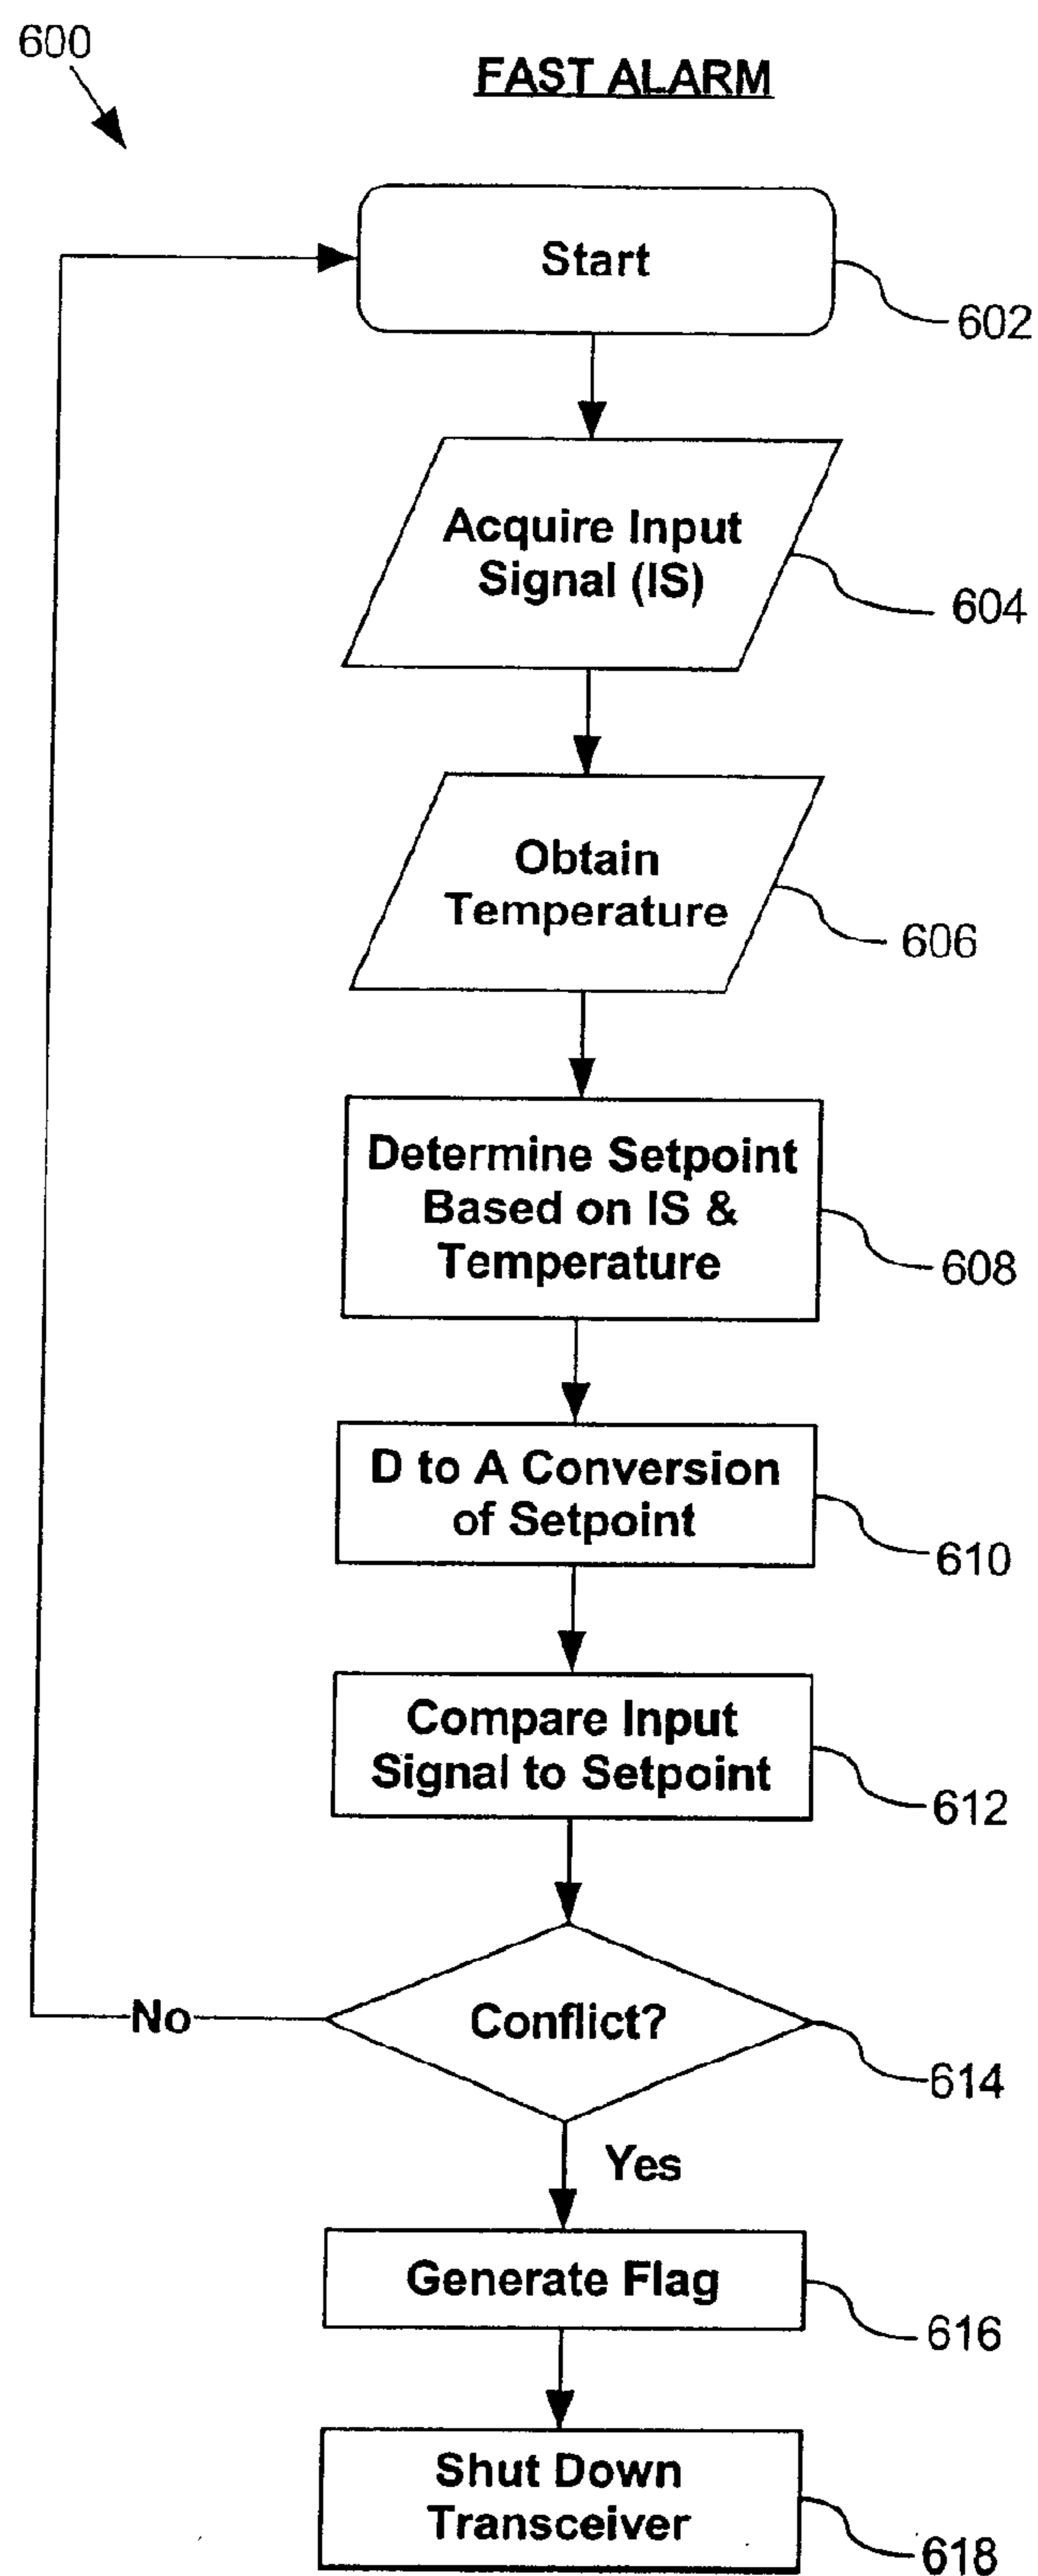 600
FAST ALARM
Start
602
Acquire Input
Signal (IS)
604
Obtain
Temperature
606
Determine Setpoint
Based on IS &
Temperature
608
D to A Conversion
of Setpoint
610
Compare Input
Signal to Setpoint
612
Conflict?
No
614
Yes
Generate Flag
616
Shut Down
Transceiver
618